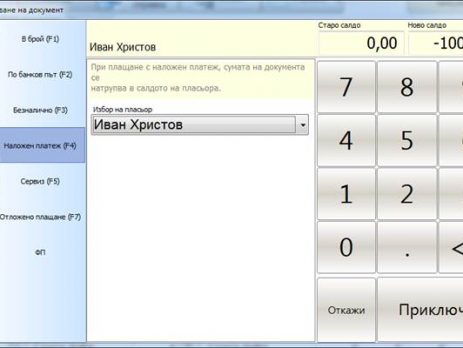 ване на документ
В брой (F1)
По банков път (F2)
Безналично (F3)
Наложен платеж (F4)
Сервиз (F5)
Отложено плащане (F7)
ФП
Иван Христов
Старо салдо
Ново салдо
0,00
-100
При плащане с наложен платеж, сумата на документа
се
натрупва в салдото на пласьора.
Избор на пласьор
Иван Христов
7 8
4 5
1 2
0 . <
Откажи
Приключ